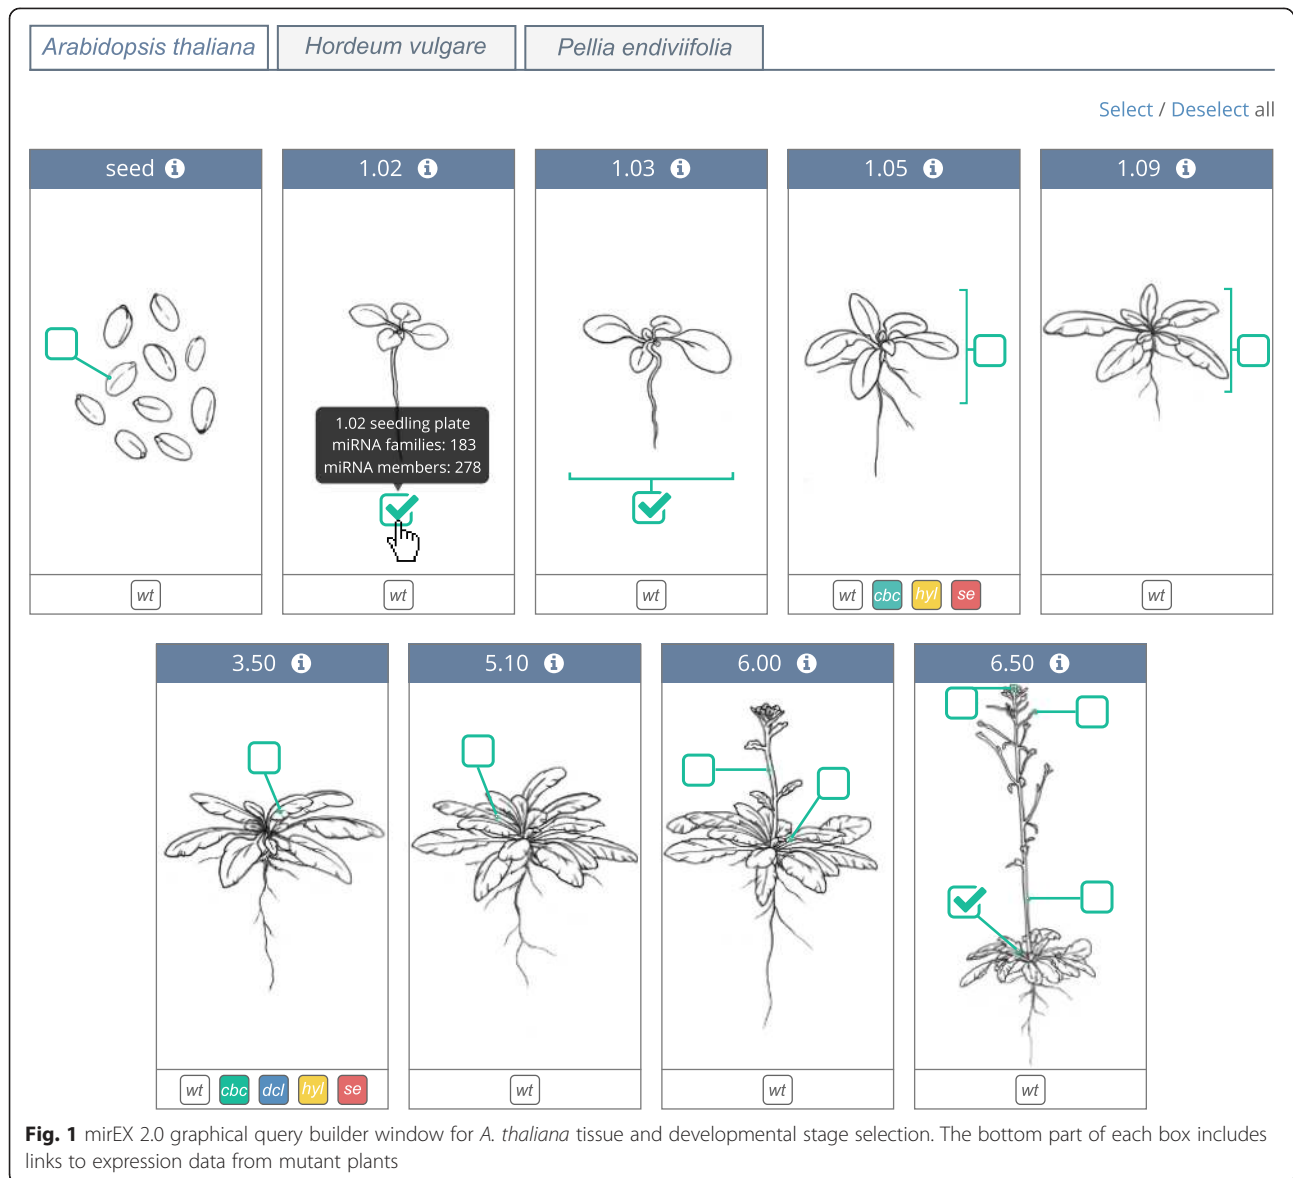 Arabidopsis thaliana
Hordeum vulgare
Pellia endiviifolia
Select / Deselect all
seed i
1.02 i
1.03 i
1.05 i
1.09 i
1.02 seedling plate
miRNA families: 183
miRNA members: 278
wt
wt
wt
wt cbc hyl se
wt
3.50 i
5.10 i
6.00 i
6.50 i
wt cbc dcl hyl se
wt
wt
wt
Fig. 1 mirEX 2.0 graphical query builder window for A. thaliana tissue and developmental stage selection. The bottom part of each box includes
links to expression data from mutant plants